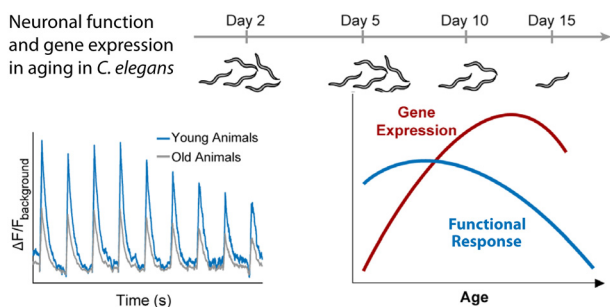 Neuronal function
and gene expression
in aging in C. elegans
Day 2
Day 5
Day 10
Day 15
Young Animals
Old Animals
ΔF/Fbackground
Time (s)
Gene
Expression
Functional
Response
Age